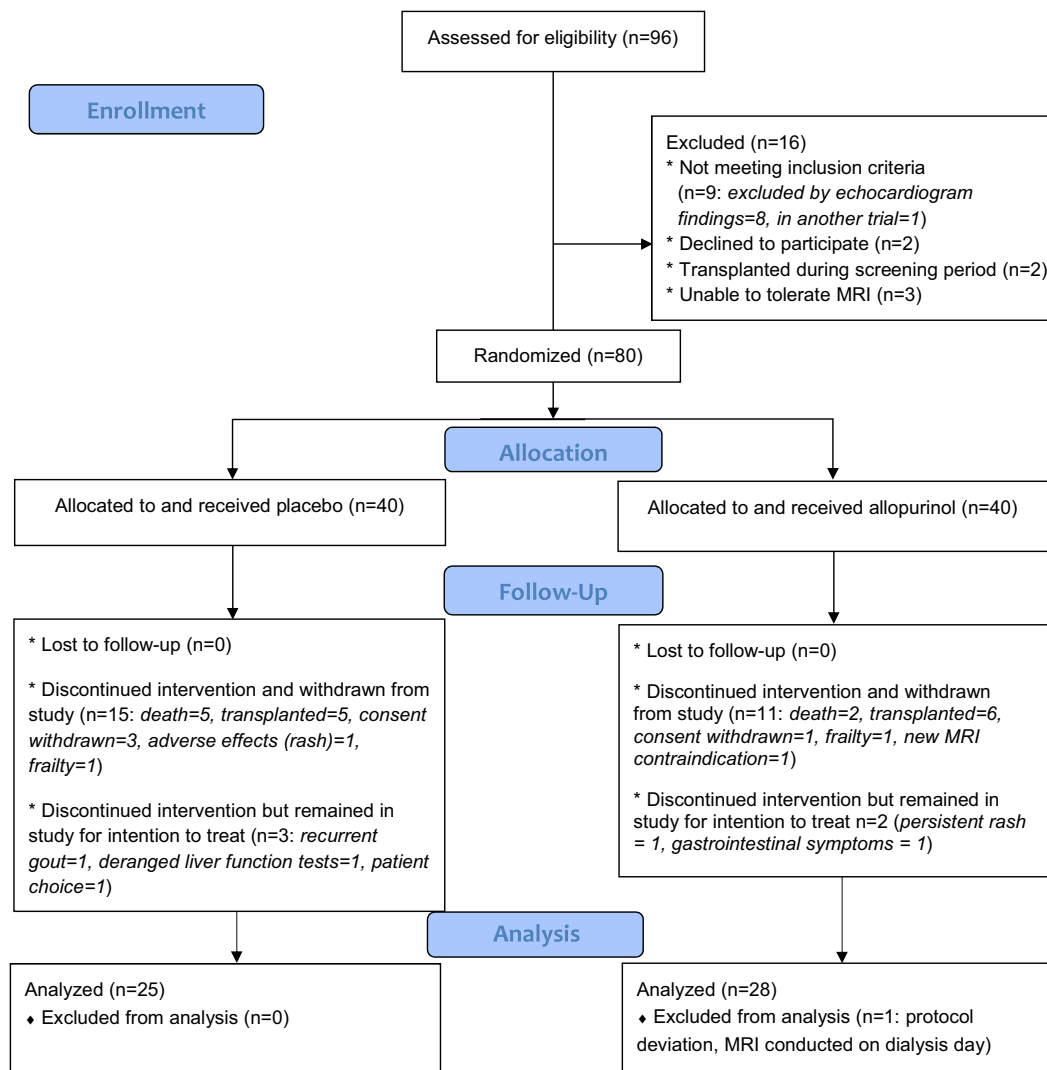 Assessed for eligibility (n=96)
Enrollment
Excluded (n=16)
* Not meeting inclusion criteria
(n=9: excluded by echocardiogram
findings=8, in another trial=1)
* Declined to participate (n=2)
* Transplanted during screening period (n=2)
* Unable to tolerate MRI (n=3)
Randomized (n=80)
Allocation
Allocated to and received placebo (n=40)
Allocated to and received allopurinol (n=40)
Follow-Up
* Lost to follow-up (n=0)
* Discontinued intervention and withdrawn from
study (n=15: death=5, transplanted=5, consent
withdrawn=3, adverse effects (rash)=1,
frailty=1)
* Discontinued intervention but remained in
study for intention to treat (n=3: recurrent
gout=1, deranged liver function tests=1, patient
choice=1)
* Lost to follow-up (n=0)
* Discontinued intervention and withdrawn
from study (n=11: death=2, transplanted=6,
consent withdrawn=1, frailty=1, new MRI
contraindication=1)
* Discontinued intervention but remained in
study for intention to treat n=2 (persistent rash
= 1, gastrointestinal symptoms = 1)
Analysis
Analyzed (n=25)
♦ Excluded from analysis (n=0)
Analyzed (n=28)
♦ Excluded from analysis (n=1: protocol
deviation, MRI conducted on dialysis day)